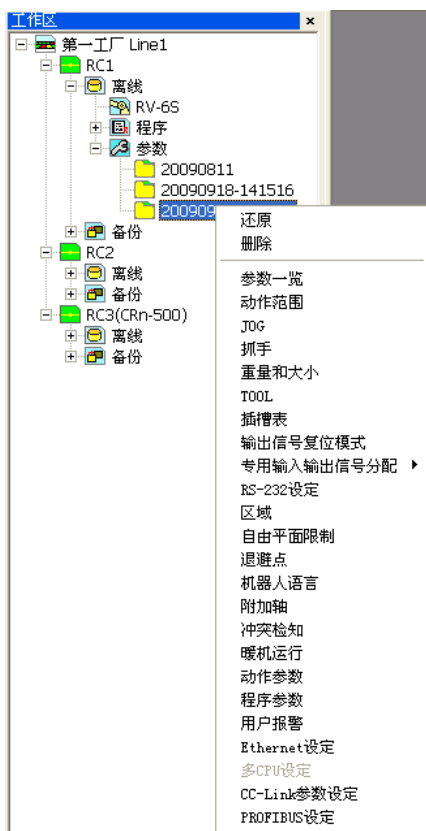 工作区
第一工厂 Line1
RC1
离线
RV-6S
程序
参数
20090811
20090918-141516
200909
备份
RC2
离线
备份
RC3(CRn-500)
离线
备份
还原
删除
参数一览
动作范围
JOG
抓手
重量和大小
TOOL
插槽表
输出信号复位模式
专用输入输出信号分配
RS-232设定
区域
自由平面限制
退避点
机器人语言
附加轴
冲突检知
暖机运行
动作参数
程序参数
用户报警
Ethernet设定
多CPU设定
CC-Link参数设定
PROFIBUS设定